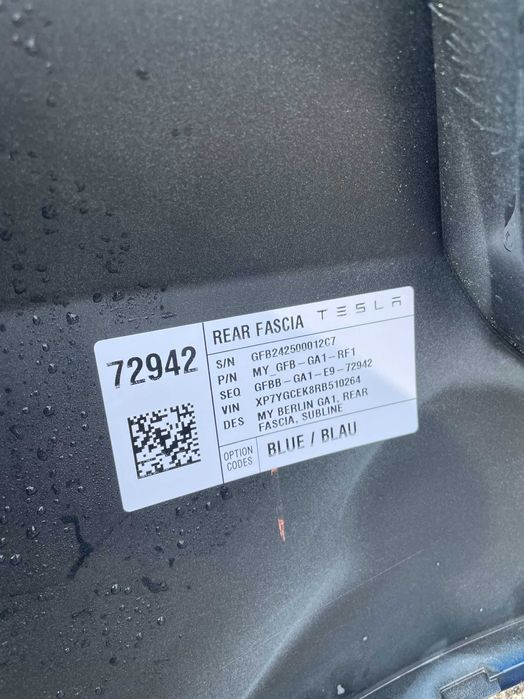 72942
REAR FASCIA TESLA
S/N GFB242500012C7
P/N MY_GFB-GA1-RF1
SEQ GFBB-GA1-E9-72942
VIN XP7YGCEK8RB510264
DES MY BERLIN GA1, REAR
FASCIA, SUBLINE
OPTION
CODES
BLUE / BLAU